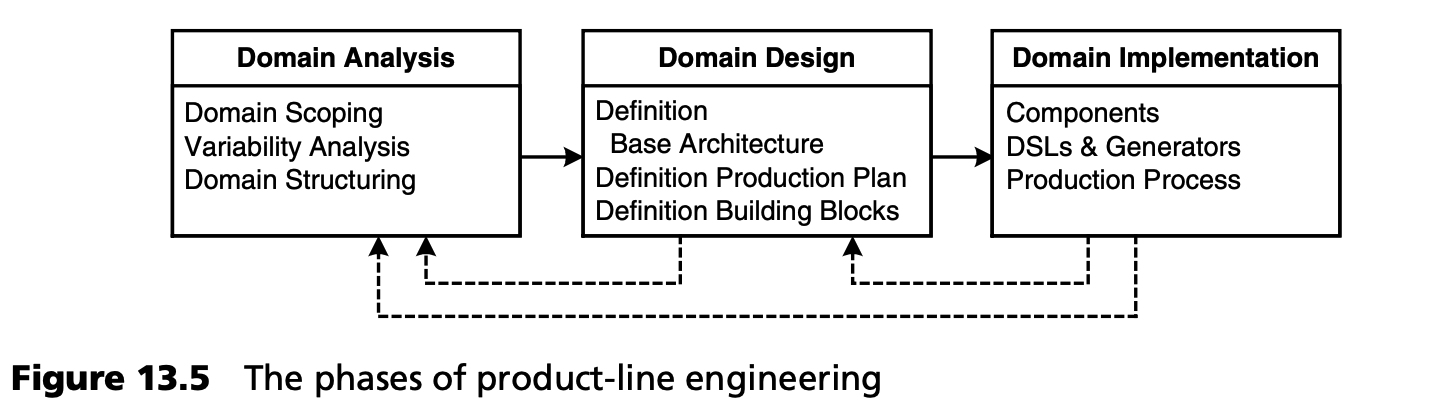 Domain Analysis
Domain Scoping
Variability Analysis
Domain Structuring
Domain Design
Definition
Base Architecture
Definition Production Plan
Definition Building Blocks
Domain Implementation
Components
DSLs & Generators
Production Process
Figure 13.5 The phases of product-line engineering